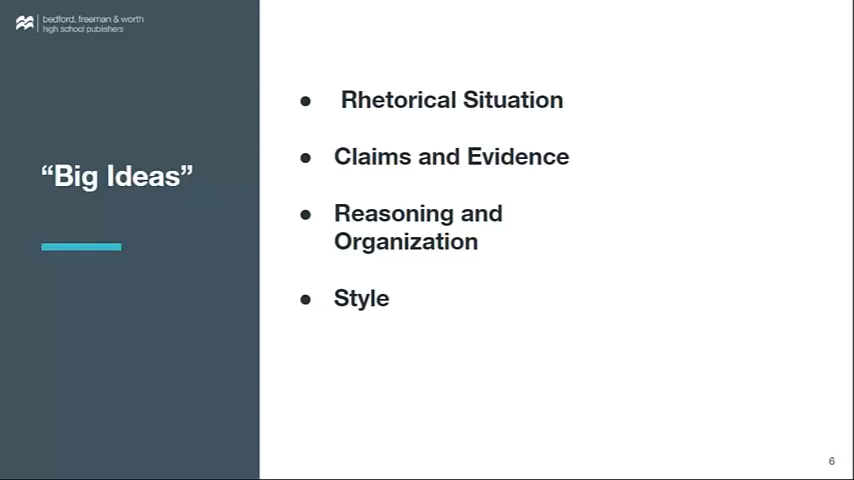 bedford, freeman & worth
high school publishers
“Big Ideas”
● Rhetorical Situation
● Claims and Evidence
● Reasoning and
Organization
● Style
6